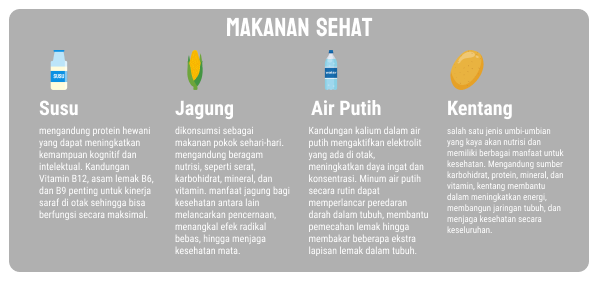 MAKANAN SEHAT
SUSU
Susu
mengandung protein hewani
yang dapat meningkatkan
kemampuan kognitif dan
intelektual. Kandungan
Vitamin B12, asam lemak B6,
dan B9 penting untuk kinerja
saraf di otak sehingga bisa
berfungsi secara maksimal.
Jagung
dikonsumsi sebagai
makanan pokok sehari-hari.
mengandung beragam
nutrisi, seperti serat,
karbohidrat, mineral, dan
vitamin. manfaat jagung bagi
kesehatan antara lain
melancarkan pencernaan,
menangkal efek radikal
bebas, hingga menjaga
kesehatan mata.
Air Putih
Kandungan kalium dalam air
putih mengaktifkan elektrolit
yang ada di otak,
meningkatkan daya ingat dan
konsentrasi. Minum air putih
secara rutin dapat
memperlancar peredaran
darah dalam tubuh, membantu
pemecahan lemak hingga
membakar beberapa ekstra
lapisan lemak dalam tubuh.
Kentang
salah satu jenis umbi-umbian
yang kaya akan nutrisi dan
memiliki berbagai manfaat untuk
kesehatan. Mengandung sumber
karbohidrat, protein, mineral, dan
vitamin, kentang membantu
dalam meningkatkan energi,
membangun jaringan tubuh, dan
menjaga kesehatan secara
keseluruhan.